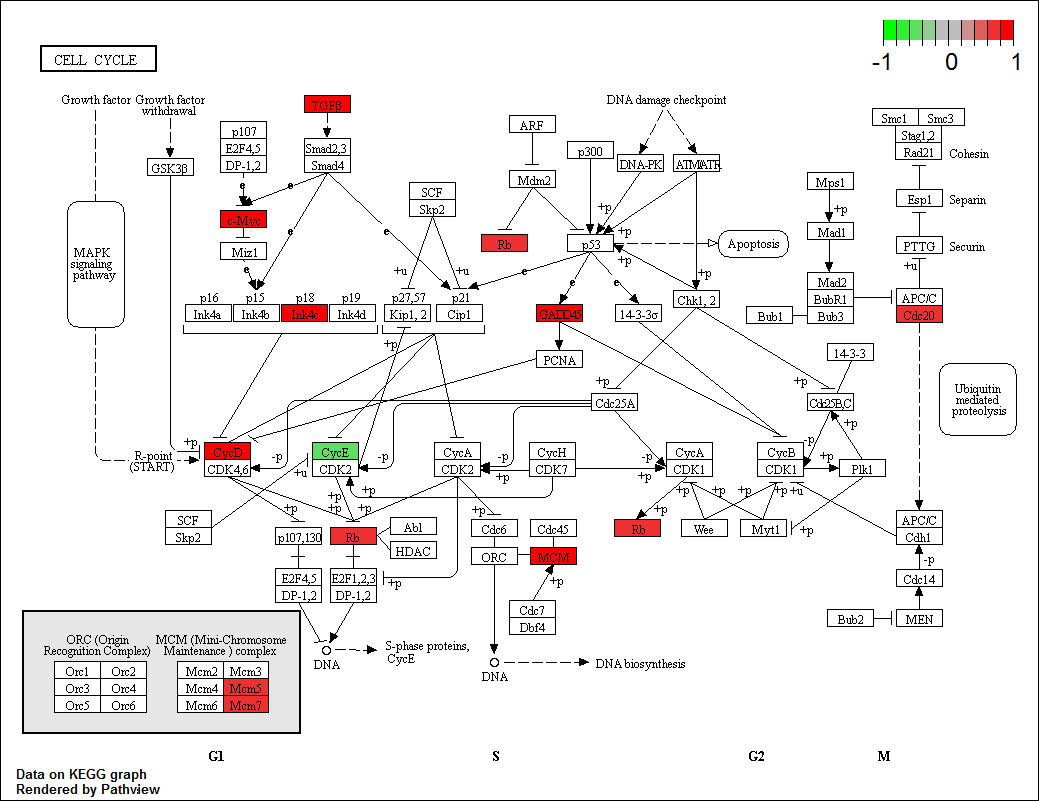 CELL CYCLE
-1 0 1
Growth factor
Growth factor
withdrawal
TGFβ
DNA damage checkpoint
p107
E2F4,5
DP-1,2
Smad2,3
Smad4
ARF
p300
DNA-PK
ATM/ATR
Smc1 Smc3
Stag1,2
Rad21
Cohesin
GSK3β
Mdm2
Mps1
+p
Mad1
Esp1
Separin
e
e
SCF
Skp2
c-Myc
Miz1
e
e
Rb
p53
+p
+p
+p
Apoptosis
PTTG
Securin
+u
MAPK
signaling
pathway
+u
+u
e
e
e
+p
Mad2
BubR1
Bub3
Bub1
APC/C
Cdc20
p16
Ink4a
p15
Ink4b
p18
Ink4c
p19
Ink4d
p27,57
Kip1, 2
p21
Cip1
GADD45
14-3-3σ
Chk1, 2
+p
PCNA
14-3-3
+p
Cdc25A
+p
Cdc25B,C
Ubiquitin
mediated
proteolysis
R-point
(START)
+p
CycD
CDK4,6
-p
+u
CycE
CDK2
-p
CycA
CDK2
-p
+p
CycH
CDK7
-p
+p
CycA
CDK1
CycB
CDK1
-p
+p
+p
Plk1
+p
+p
+p
+p
+p
+p
+p
+p
+u
SCF
Skp2
p107,130
Rb
Abl
HDAC
Cdc6
Cdc45
ORC
MCM
Rb
Wee
Myt1
+p
APC/C
Cdh1
-p
E2F4,5
DP-1,2
E2F1,2,3
DP-1,2
+p
+p
Cdc7
Dbf4
Cdc14
Bub2
MEN
ORC (Origin
Recognition Complex)
MCM (Mini-Chromosome
Maintenance ) complex
Orc1 Orc2
Orc3 Orc4
Orc5 Orc6
Mcm2 Mcm3
Mcm4 Mcm5
Mcm6 Mcm7
DNA
S-phase proteins,
CycE
DNA
DNA biosynthesis
G1 S G2 M
Data on KEGG graph
Rendered by Pathview